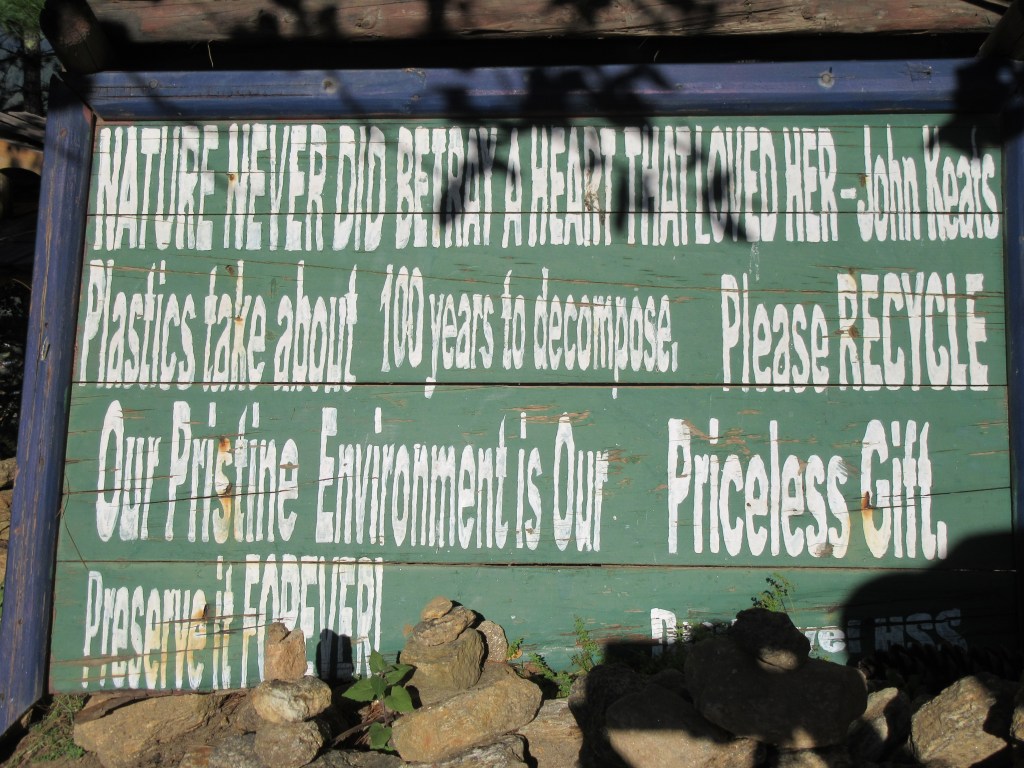 NATURE NEVER DID BETRAY A HEART THAT LOVED HER - John Keats
Plastics take about 100 years to decompose. Please RECYCLE
Our Pristine Environment is Our Priceless Gift.
Preserve it FOREVER!
HSS